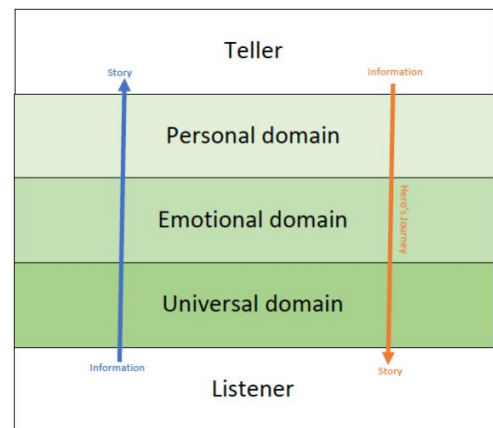 Teller
Story
Information
Personal domain
Emotional domain
Hero's Journey
Universal domain
Information
Story
Listener